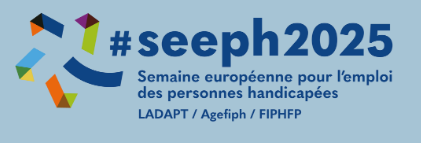 #seeph2025
Semaine européenne pour l'emploi
des personnes handicapées
LADAPT / Agefiph / FIPHFP